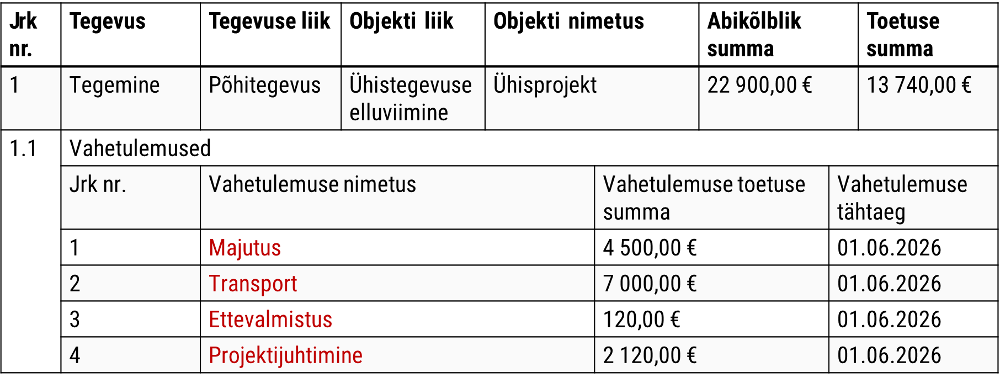 Jrk nr. Tegevus Tegevuse liik Objekti liik Objekti nimetus Abikõlblik summa Toetuse summa
1 Tegemine Põhitegevus Ühistegevuse elluviimine Ühisprojekt 22 900,00 € 13 740,00 €
1.1 Vahetulemused
Jrk nr. Vahetulemuse nimetus Vahetulemuse toetuse summa Vahetulemuse tähtaeg
1 Majutus 4 500,00 € 01.06.2026
2 Transport 7 000,00 € 01.06.2026
3 Ettevalmistus 120,00 € 01.06.2026
4 Projektijuhtimine 2 120,00 € 01.06.2026